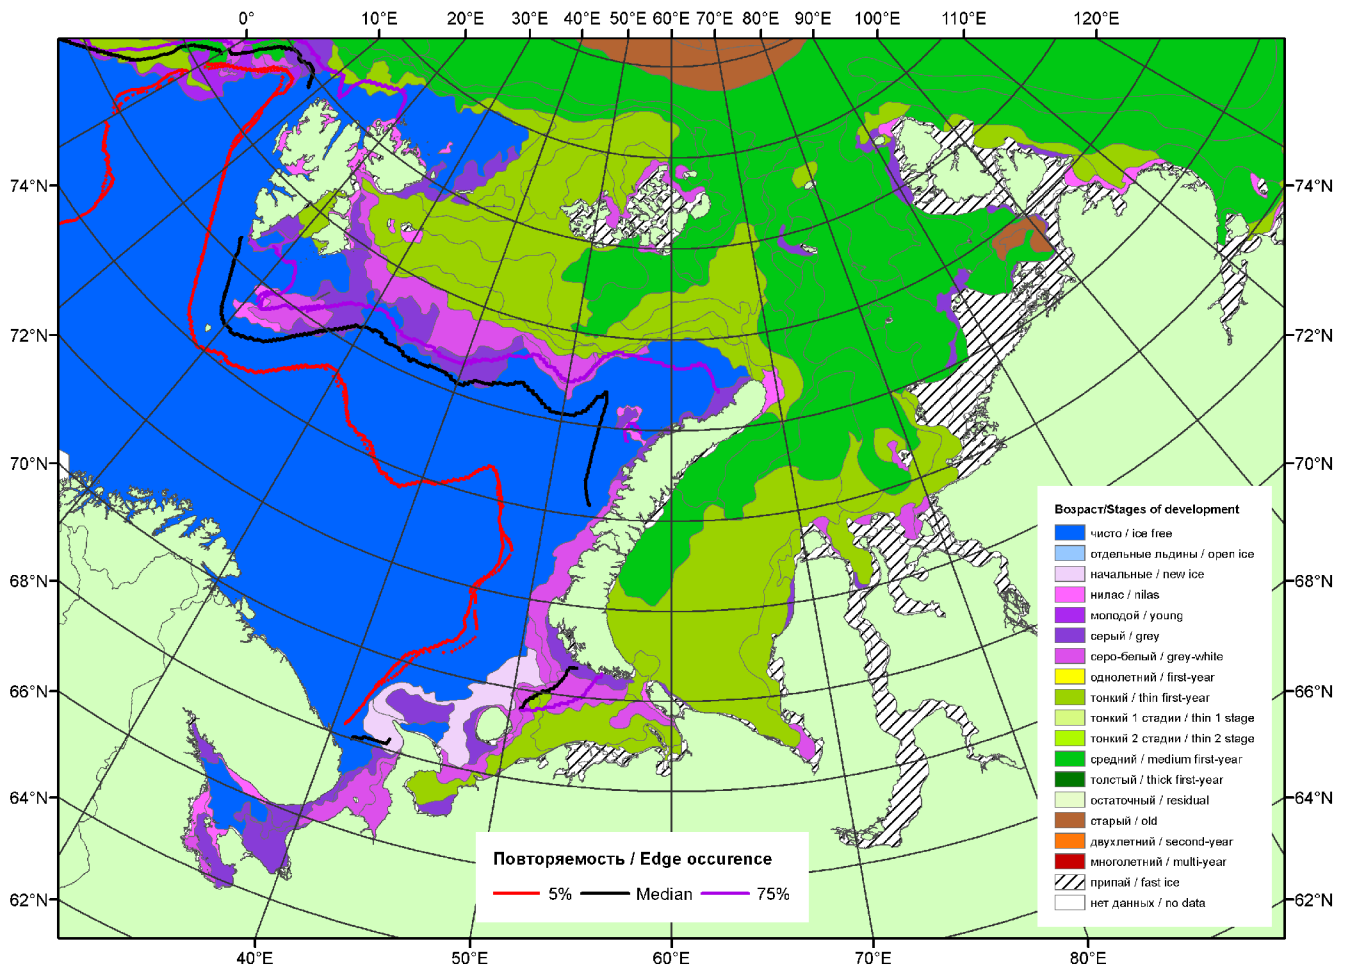 0° 10°E 20°E 30°E 40°E 50°E 60°E 70°E 80°E 90°E 100°E 110°E 120°E
74°N 74°N
72°N 72°N
70°N 70°N
68°N 68°N
66°N 66°N
64°N 64°N
62°N 62°N
Возраст/Stages of development
чисто / ice free
отдельные льдины / open ice
начальные / new ice
нилас / nilas
молодой / young
серый / grey
серо-белый / grey-white
однолетний / first-year
тонкий / thin first-year
тонкий 1 стадии / thin 1 stage
тонкий 2 стадии / thin 2 stage
средний / medium first-year
толстый / thick first-year
остаточный / residual
старый / old
двухлетний / second-year
многолетний / multi-year
припай / fast ice
нет данных / no data
Повторяемость / Edge occurence
5% Median 75%
40°E 50°E 60°E 70°E 80°E